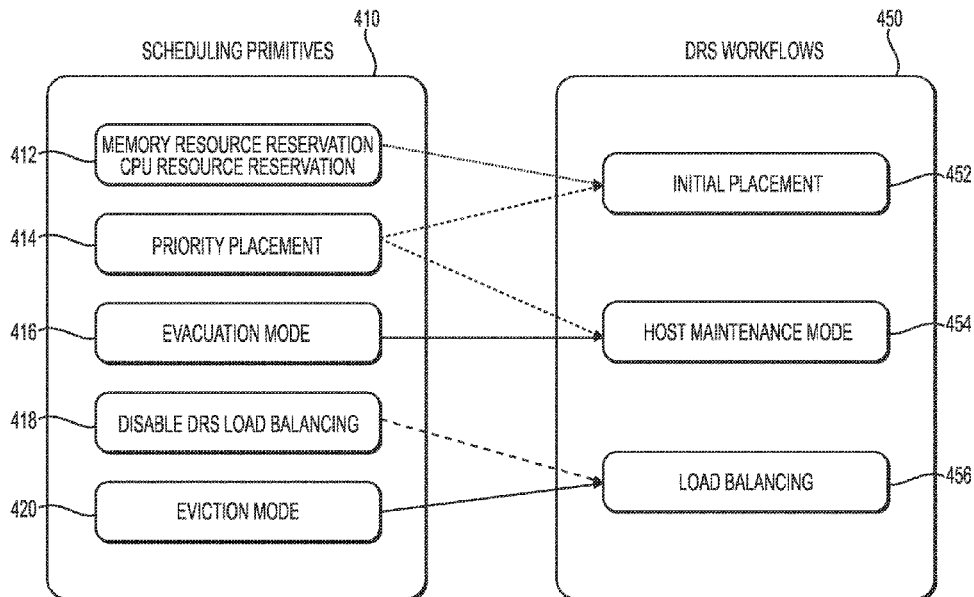 410
SCHEDULING PRIMITIVES
412
MEMORY RESOURCE RESERVATION
CPU RESOURCE RESERVATION
414
PRIORITY PLACEMENT
416
EVACUATION MODE
418
DISABLE DRS LOAD BALANCING
420
EVICTION MODE
450
DRS WORKFLOWS
INITIAL PLACEMENT
452
HOST MAINTENANCE MODE
454
LOAD BALANCING
456